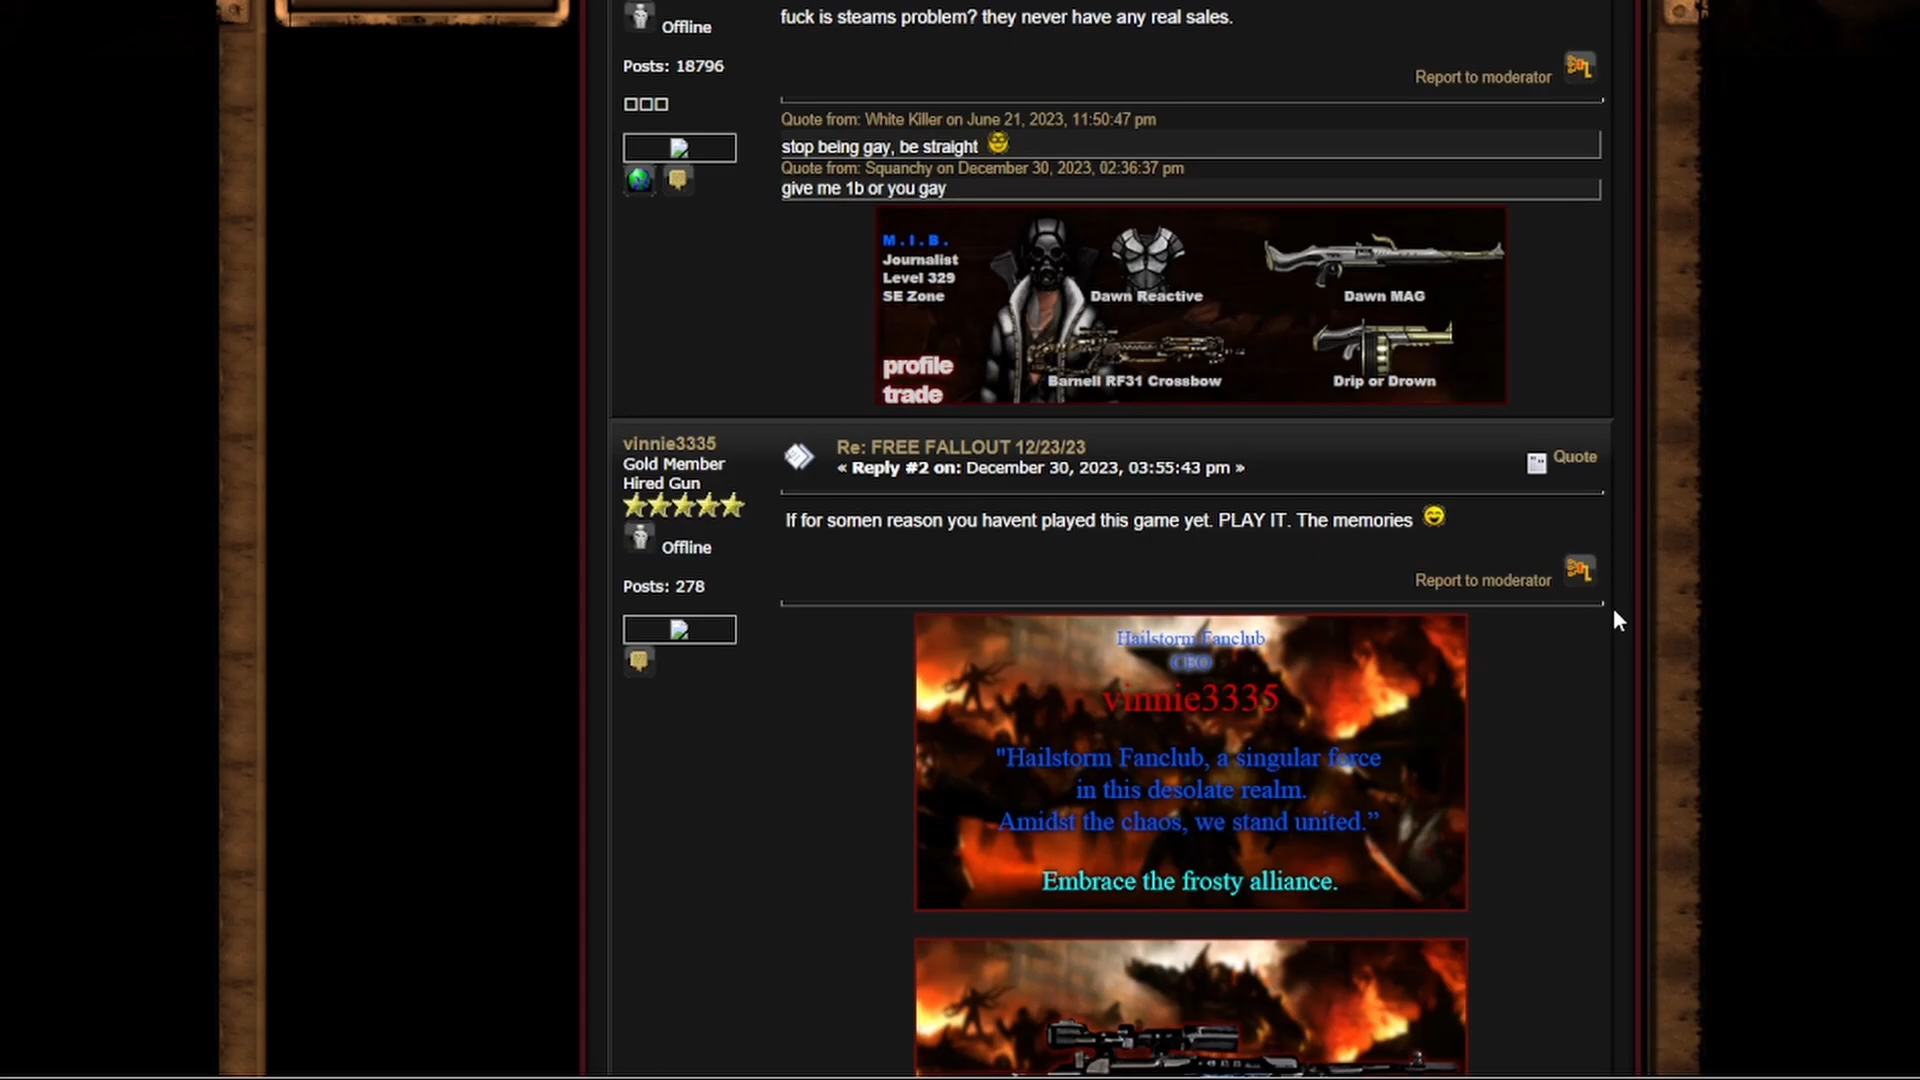 fuck is steams problem? they never have any real sales.
Offline
Posts: 18796
Report to moderator
Quote from: White Killer on June 21, 2023, 11:50:47 pm
stop being gay, be straight
Quote from: Squanchy on December 30, 2023, 02:36:37 pm
give me 1b or you gay
M.I.B.
Journalist
Level 329
SE Zone
Dawn Reactive
Dawn MAG
profile
trade
Barnell RF31 Crossbow
Drip or Drown
vinnie3335
Gold Member
Hired Gun
Offline
Posts: 278
Re: FREE FALLOUT 12/23/23
« Reply #2 on: December 30, 2023, 03:55:43 pm »
Quote
If for somen reason you havent played this game yet. PLAY IT. The memories
Report to moderator
Hailstorm Fanclub
CEO
vinnie3335
"Hailstorm Fanclub, a singular force
in this desolate realm.
Amidst the chaos, we stand united.”
Embrace the frosty alliance.